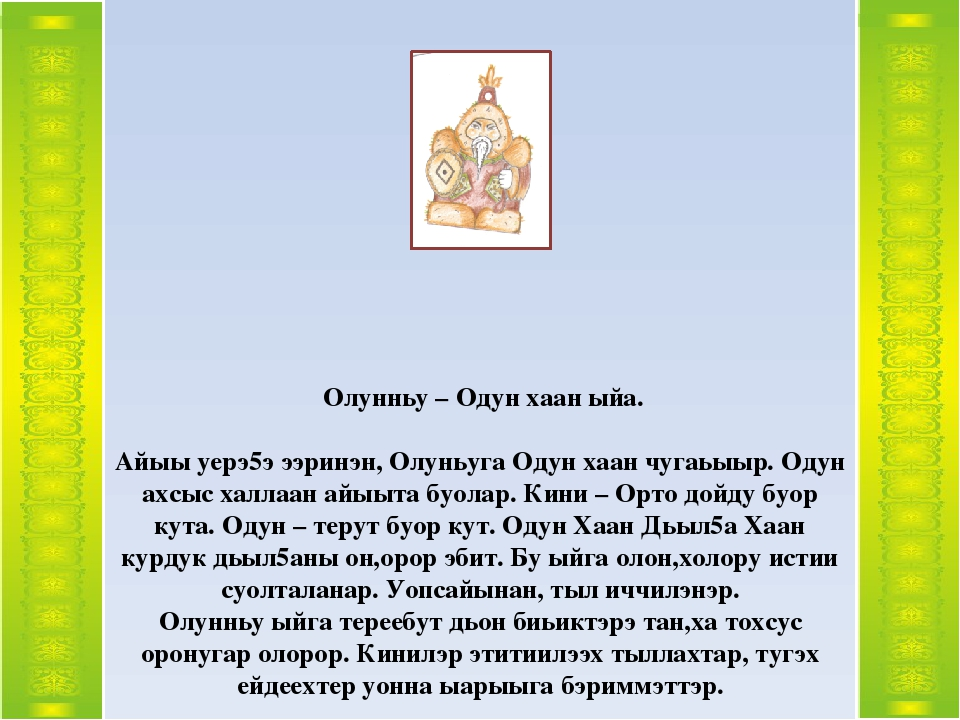 Олунньу – Одун хаан ыйа.
Айыы уерэ5э ээринэн, Олуньуга Одун хаан чугаьыыр. Одун
ахсыс халлаан айыыта буолар. Кини – Орто дойду буор
кута. Одун – терут буор кут. Одун Хаан Дьыл5а Хаан
курдук дьыл5аны он,орор эбит. Бу ыйга олон,холору истии
суолталанар. Уопсайынан, тыл иччилэнэр.
Олунньу ыйга тереебут дьон биьиктэрэ тан,ха тохсус
оронугар олорор. Кинилэр этитиилээх тыллахтар, тугэх
ейдеехтер уонна ыарыыга бэриммэттэр.